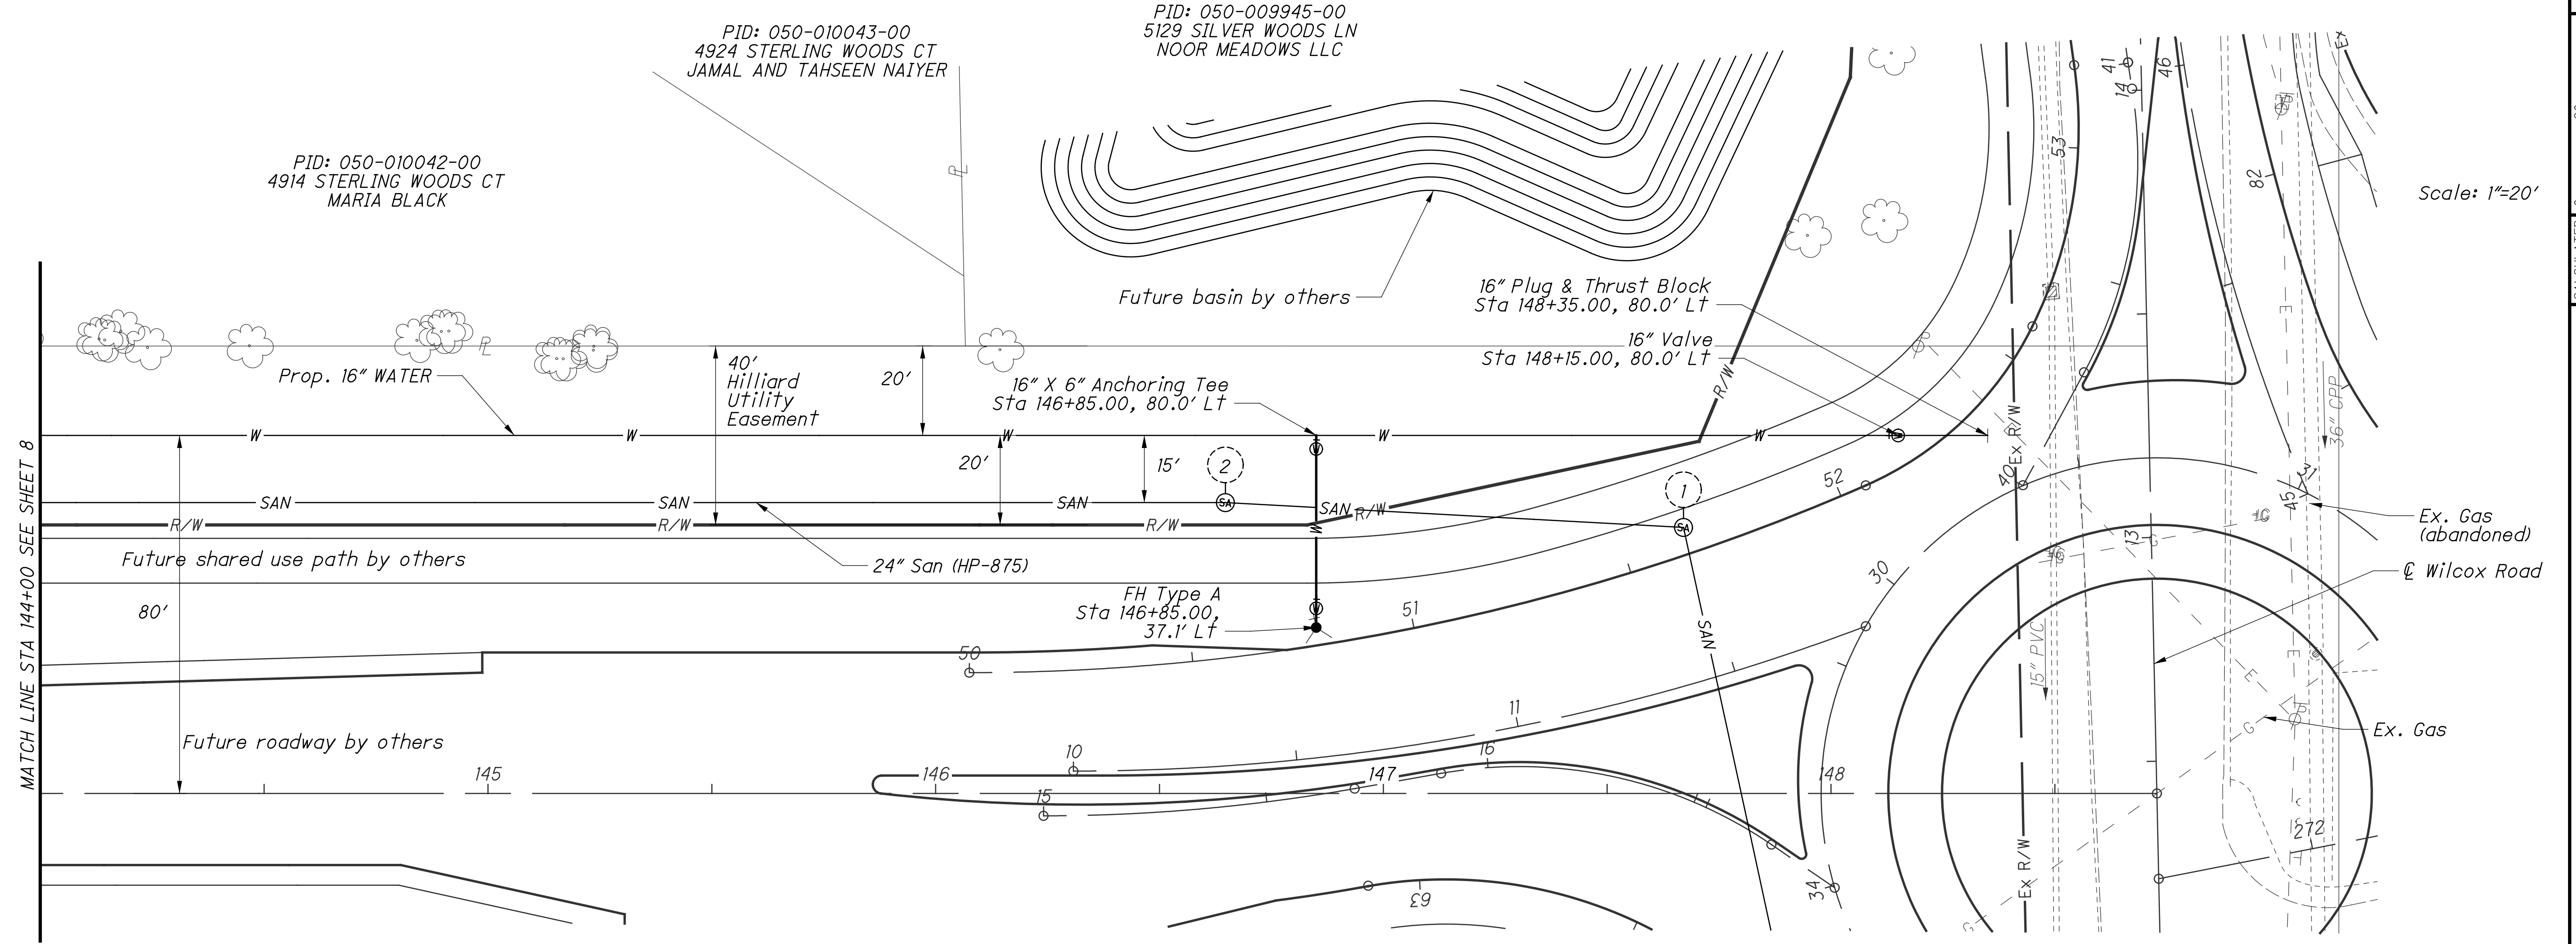 PID: 050-009945-00
5129 SILVER WOODS LN
NOOR MEADOWS LLC
PID: 050-010043-00
4924 STERLING WOODS CT
JAMAL AND TAHSEEN NAIYER
PID: 050-010042-00
4914 STERLING WOODS CT
MARIA BLACK
Scale: 1"=20'
41
14
46
53
82
Future basin by others
16" Plug & Thrust Block
Sta 148+35.00, 80.0' Lt
16" Valve
Sta 148+15.00, 80.0' Lt
PL
PL
Prop. 16" WATER
40'
Hilliard
Utility
Easement
20'
16" X 6" Anchoring Tee
Sta 146+85.00, 80.0' Lt
R/W
Ex R/W
36" CPP
W W W W W
20'
15'
2
1
52
40
31
45
SAN SAN SAN SAN
SA
SA
R/W R/W R/W R/W
W
MATCH LINE STA 144+00 SEE SHEET 8
Future shared use path by others
24" San (HP-875)
13
Ex. Gas
(abandoned)
℄ Wilcox Road
30
80'
FH Type A
Sta 146+85.00,
37.1' Lt
51
SAN
15" PVC
50
E
E
E
G
G
G
Ex. Gas
Future roadway by others
10
11
16
15
145
146
147
148
272
34
63
Ex R/W